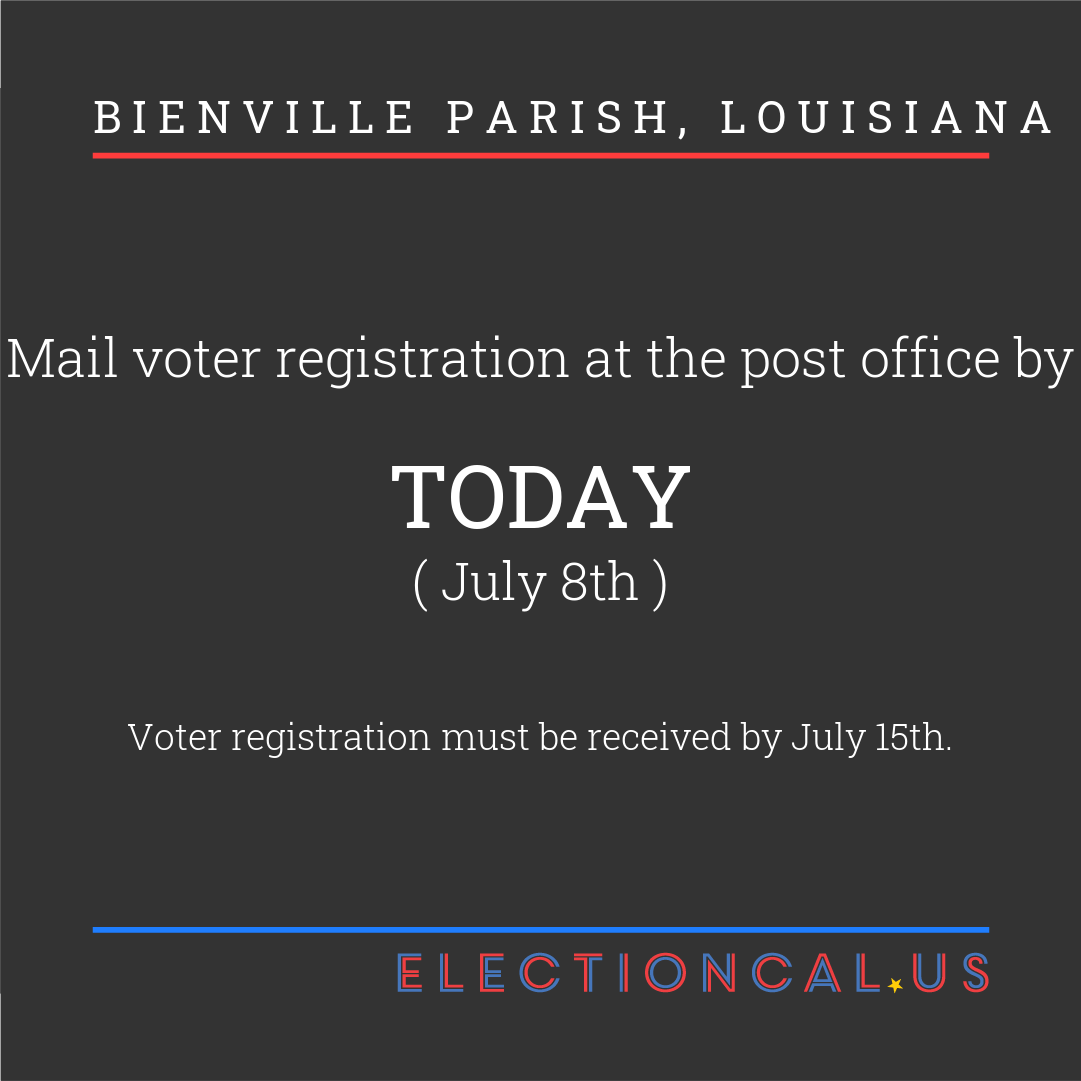 BIENVILLE PARISH, LOUISIANA
Mail voter registration at the post office by
TODAY
( July 8th )
Voter registration must be received by July 15th.
ELECTIONCAL.US